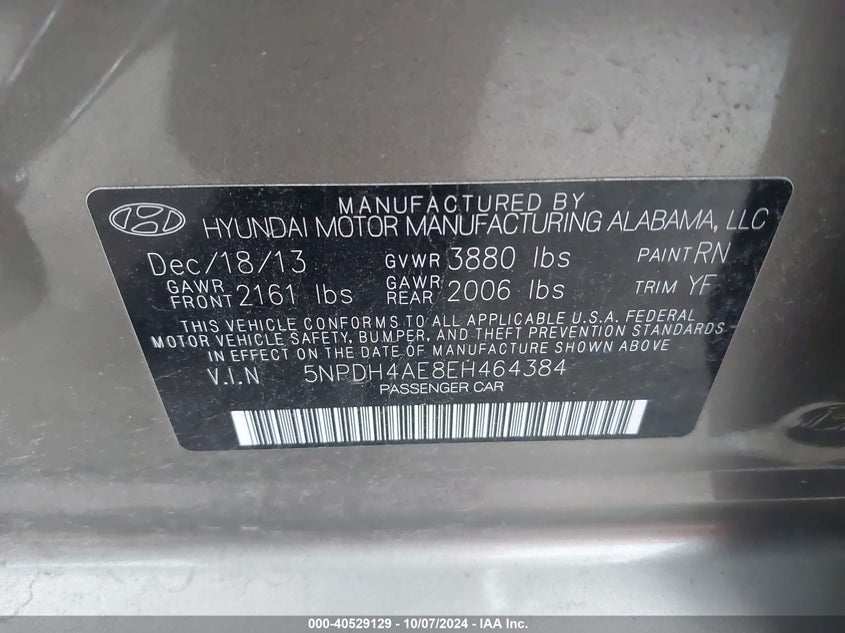 MANUFACTURED BY
HYUNDAI MOTOR MANUFACTURING ALABAMA, LLC
Dec/18/13 GVWR 3880 lbs PAINT RN
GAWR FRONT 2161 lbs GAWR REAR 2006 lbs TRIM YF
THIS VEHICLE CONFORMS TO ALL APPLICABLE U.S.A. FEDERAL
MOTOR VEHICLE SAFETY, BUMPER, AND THEFT PREVENTION STANDARDS
IN EFFECT ON THE DATE OF MANUFACTURE SHOWN ABOVE
V.I.N 5NPDH4AE8EH464384
PASSENGER CAR
000-40529129 - 10/07/2024 - IAA Inc.